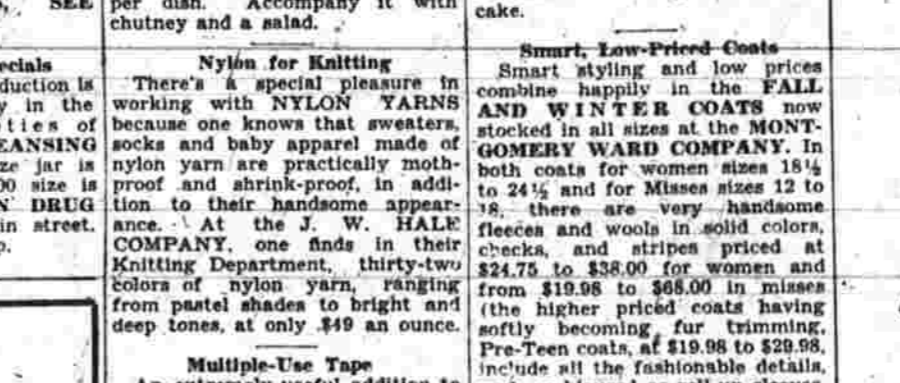 SEE
ecials
duction is
y in the
ties of
EANSING
ze jar is
00 size is
N DRUG
in street.
p.
per dish. Accompany it with
chutney and a salad.
Nylon for Knitting
There's a special pleasure in
working with NYLON YARNS
because one knows that sweaters,
socks and baby apparel made of
nylon yarn are practically moth-
proof and shrink-proof, in addi-
tion to their handsome appear-
ance. At the J. W. HALE
COMPANY, one finds in their
Knitting Department, thirty-two
colors of nylon yarn, ranging
from pastel shades to bright and
deep tones, at only .$49 an ounce.
Multiple-Use Tape
An extremely useful addition to
cake.
Smart, Low-Priced Coats
Smart styling and low prices
combine happily in the FALL
AND WINTER COATS now
stocked in all sizes at the MONT-
GOMERY WARD COMPANY. In
both coats for women sizes 18½
to 24½ and for Misses sizes 12 to
18, there are very handsome
fleeces and wools in solid colors,
checks, and stripes priced at
$24.75 to $38.00 for women and
from $19.98 to $68.00 in misses
(the higher priced coats having
softly becoming fur trimming.
Pre-Teen coats, at $19.98 to $29.98,
include all the fashionable details,